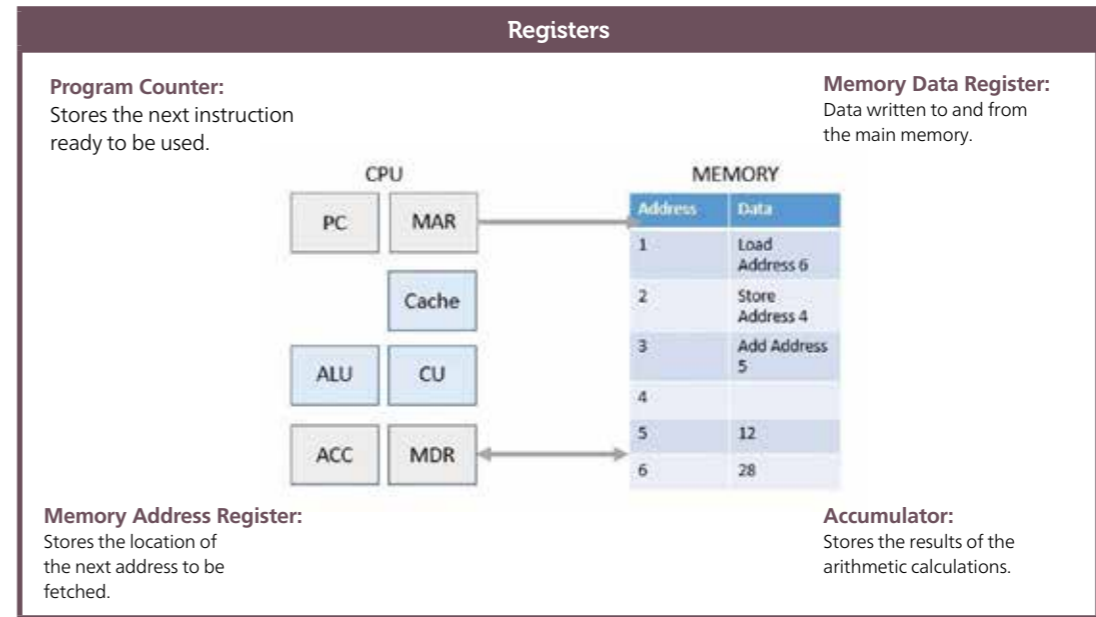 Registers
Program Counter:
Stores the next instruction
ready to be used.
Memory Data Register:
Data written to and from
the main memory.
CPU
PC
MAR
Cache
ALU
CU
ACC
MDR
MEMORY
Address Data
1 Load
Address 6
2 Store
Address 4
3 Add Address
5
4
5 12
6 28
Memory Address Register:
Stores the location of
the next address to be
fetched.
Accumulator:
Stores the results of the
arithmetic calculations.